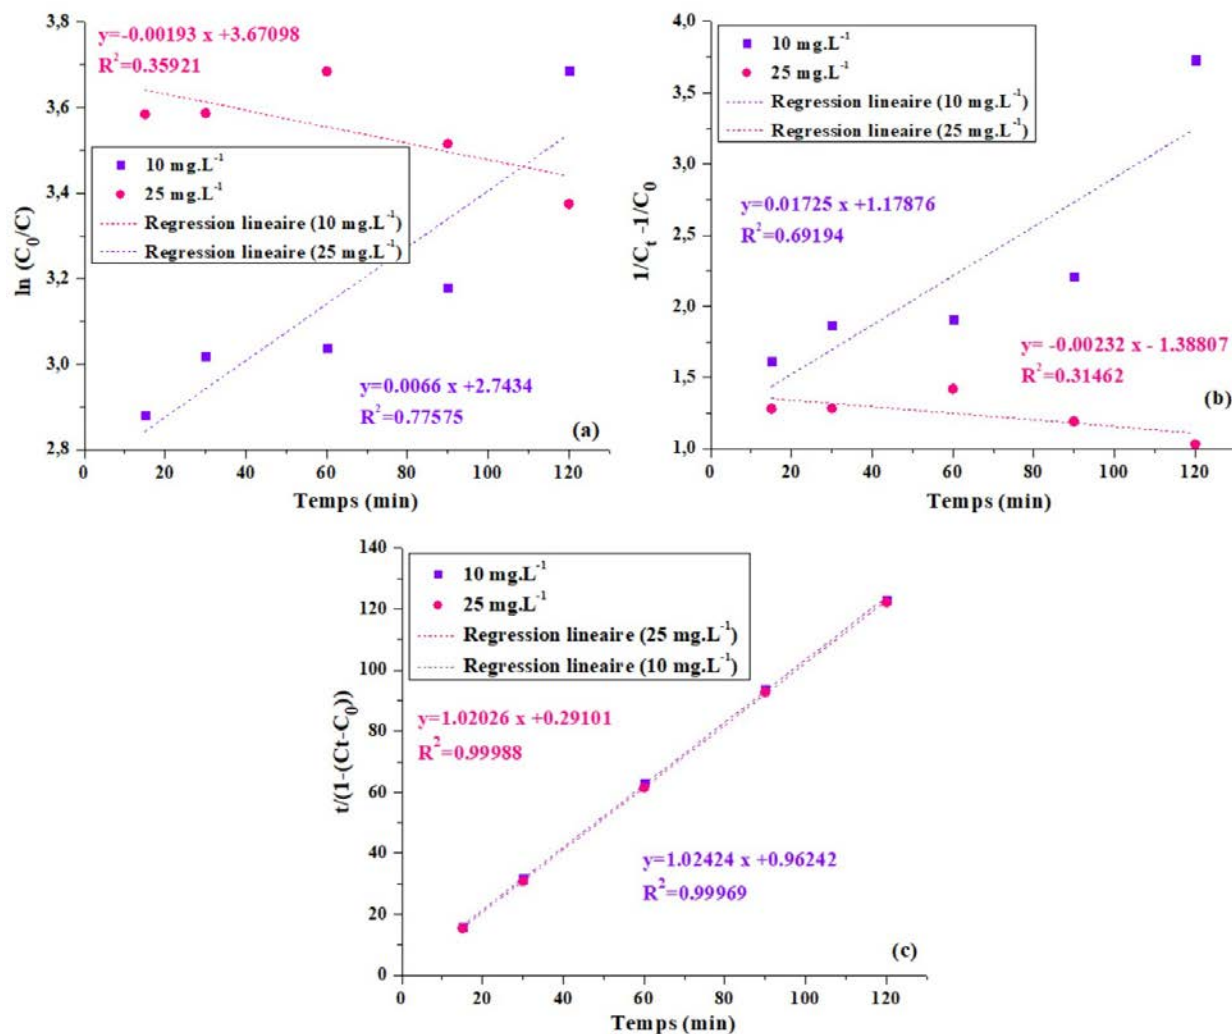 y=-0.00193 x +3.67098
R²=0.35921
10 mg.L⁻¹
25 mg.L⁻¹
Regression lineaire (10 mg.L⁻¹)
Regression lineaire (25 mg.L⁻¹)
y=0.0066 x +2.7434
R²=0.77575
(a)
ln (C₀/C)
3,8
3,6
3,4
3,2
3,0
2,8
0 20 40 60 80 100 120
Temps (min)
10 mg.L⁻¹
25 mg.L⁻¹
Regression lineaire (10 mg.L⁻¹)
Regression lineaire (25 mg.L⁻¹)
y=0.01725 x +1.17876
R²=0.69194
y= -0.00232 x - 1.38807
R²=0.31462
(b)
1/Cₜ -1/C₀
4,0
3,5
3,0
2,5
2,0
1,5
1,0
0 20 40 60 80 100 120
Temps (min)
10 mg.L⁻¹
25 mg.L⁻¹
Regression lineaire (25 mg.L⁻¹)
Regression lineaire (10 mg.L⁻¹)
y=1.02026 x +0.29101
R²=0.99988
y=1.02424 x +0.96242
R²=0.99969
(c)
t/(1-(Ct-C₀))
140
120
100
80
60
40
20
0
0 20 40 60 80 100 120
Temps (min)